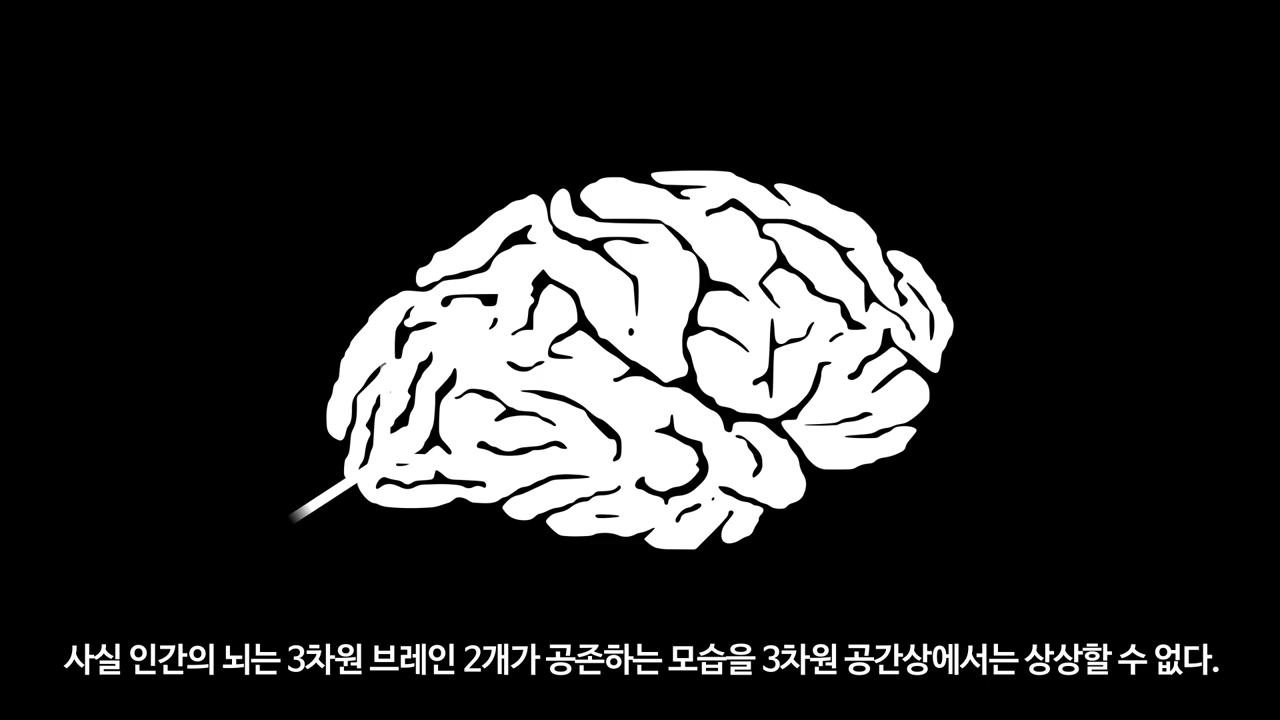 사실 인간의 뇌는 3차원 브레인 2개가 공존하는 모습을 3차원 공간상에서는 상상할 수 없다.